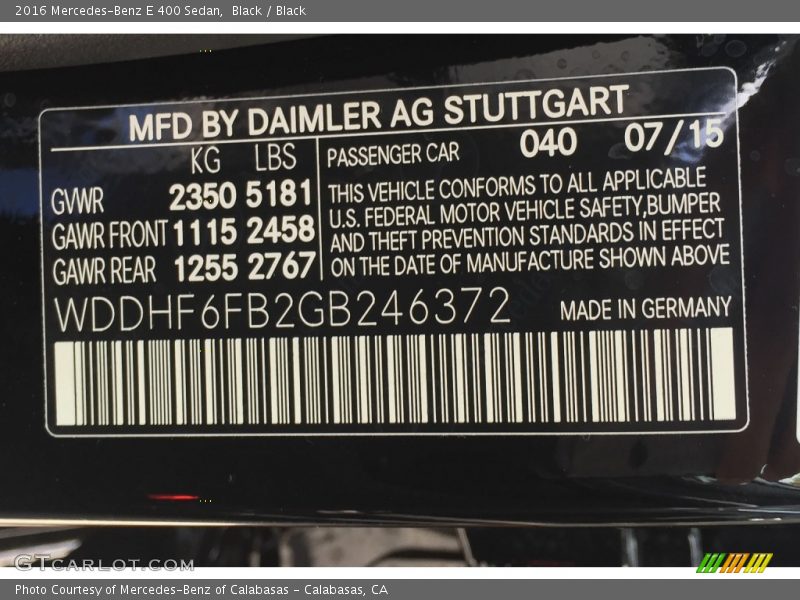 2016 Mercedes-Benz E 400 Sedan, Black / Black
MFD BY DAIMLER AG STUTTGART
KG LBS PASSENGER CAR 040 07/15
GVWR 2350 5181
GAWR FRONT 1115 2458
GAWR REAR 1255 2767
THIS VEHICLE CONFORMS TO ALL APPLICABLE
U.S. FEDERAL MOTOR VEHICLE SAFETY,BUMPER
AND THEFT PREVENTION STANDARDS IN EFFECT
ON THE DATE OF MANUFACTURE SHOWN ABOVE
WDDHF6FB2GB246372 MADE IN GERMANY
GTCARLOT.COM
Photo Courtesy of Mercedes-Benz of Calabasas - Calabasas, CA